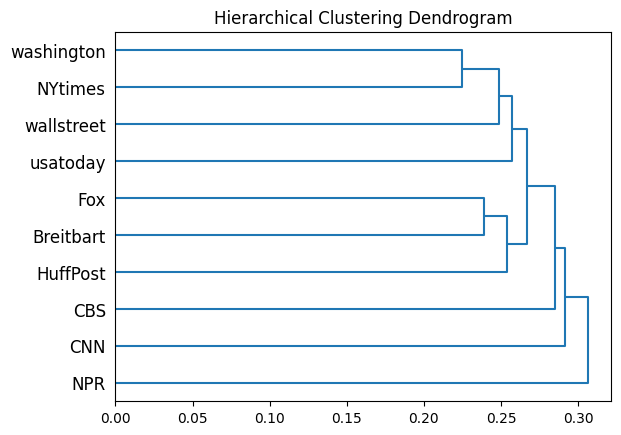 Hierarchical Clustering Dendrogram
washington
NYtimes
wallstreet
usatoday
Fox
Breitbart
HuffPost
CBS
CNN
NPR
0.00 0.05 0.10 0.15 0.20 0.25 0.30